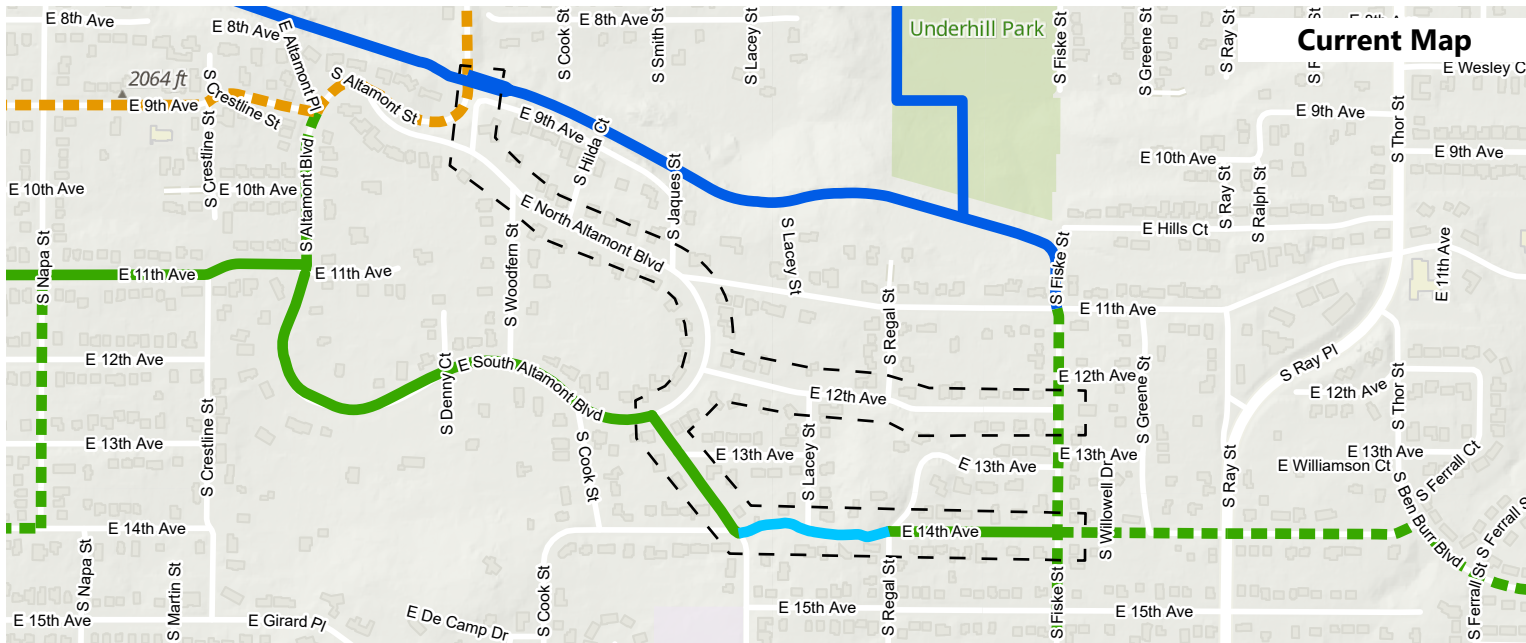 E 8th Ave
E 8th Ave
E Altamont Pl
S Cook St
E 8th Ave
S Smith St
S Lacey St
Underhill Park
S Fiske St
S Greene St
S Ray St
Current Map
E Wesley C
2064 ft
S Altamont St
E 9th Ave
Crestline St
S Crestline St
E 9th Ave
S Hilda Ct
E 9th Ave
S Thor St
E 10th Ave
E 10th Ave
S Altamont Blvd
S Jaques St
E 10th Ave
E 9th Ave
S Ray St
S Ralph St
E North Altamont Blvd
S Lacey St
E Hills Ct
S Napa St
E 11th Ave
E 11th Ave
S Woodfern St
S Fiske St
E 11th Ave
E 11th Ave
S Regal St
E 12th Ave
S Denny Ct
E South Altamont Blvd
E 12th Ave
E 12th Ave
S Greene St
S Ray Pl
E 12th Ave
S Thor St
S Crestline St
E 13th Ave
S Cook St
E 13th Ave
S Lacey St
E 13th Ave
E 13th Ave
S Willowell Dr
S Ray St
E Williamson Ct
E 13th Ave
S Ferrall Ct
S Ben Burr Blvd
S Ferrall S
E 14th Ave
E 14th Ave
S Napa St
S Martin St
E Girard Pl
E De Camp Dr
S Cook St
E 15th Ave
S Regal St
S Fiske St
E 15th Ave
S Ferrall St